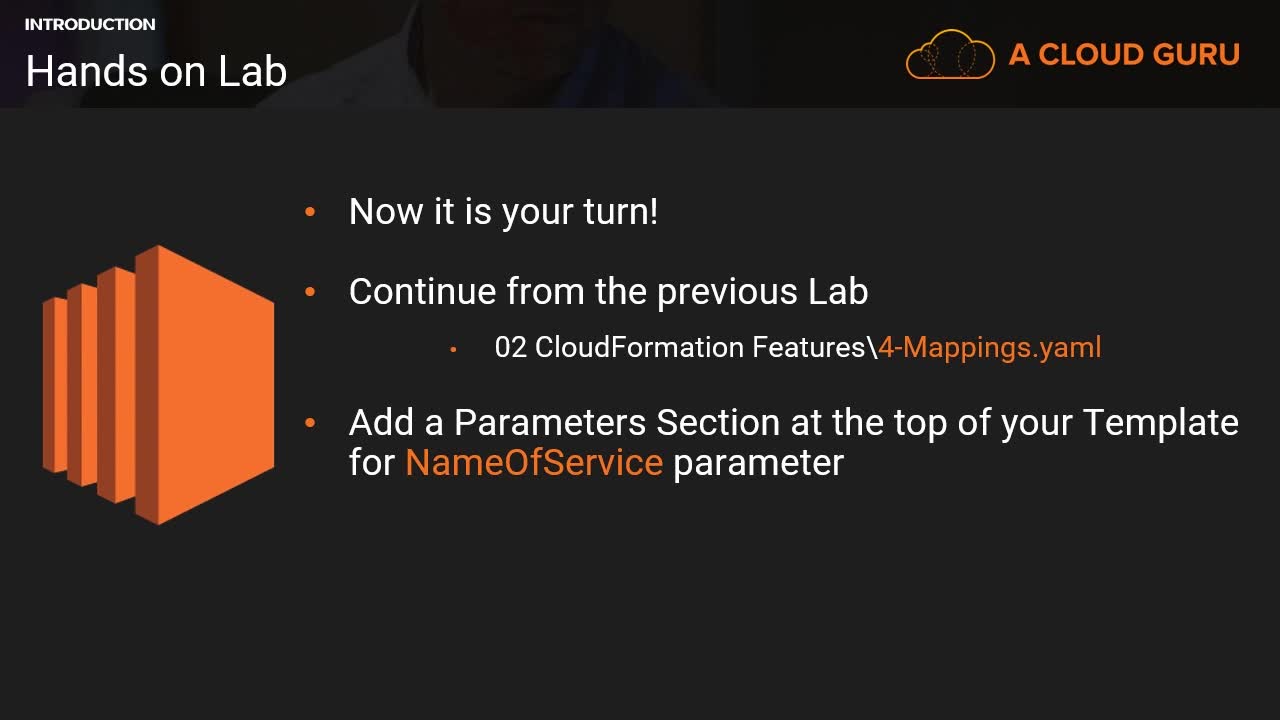 INTRODUCTION
Hands on Lab
A CLOUD GURU
• Now it is your turn!
• Continue from the previous Lab
• 02 CloudFormation Features\4-Mappings.yaml
• Add a Parameters Section at the top of your Template
for NameOfService parameter